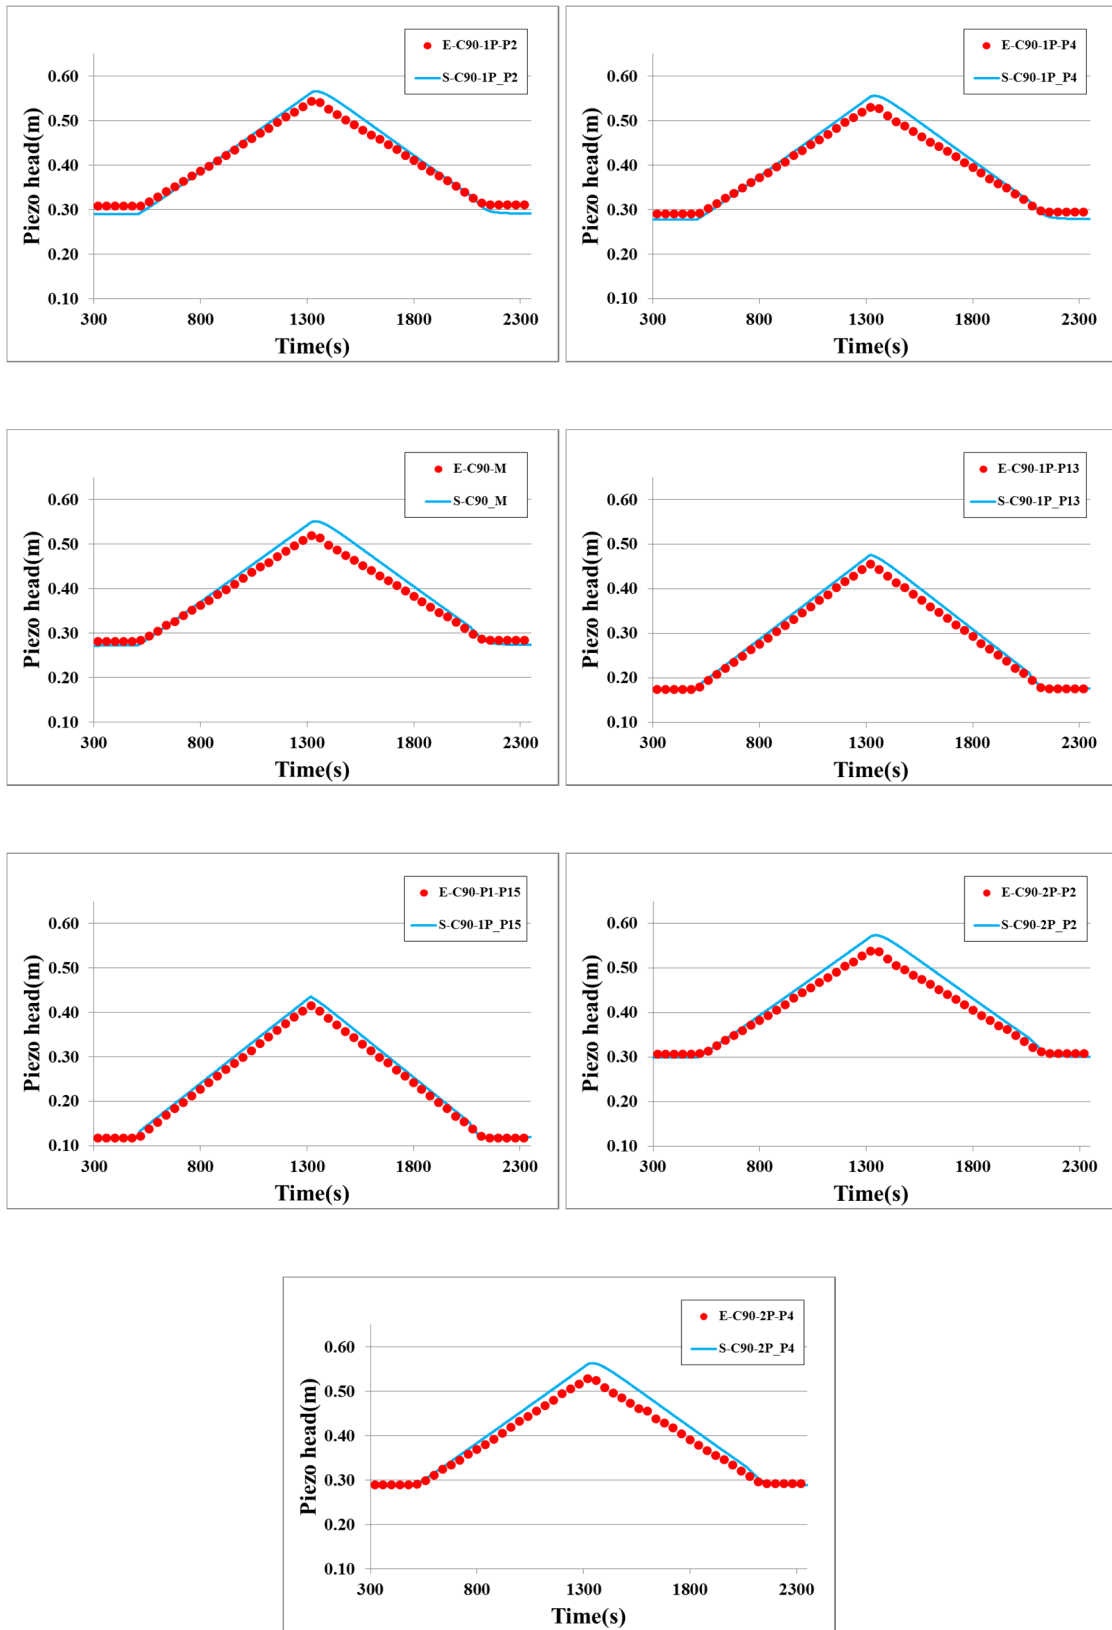 E-C90-1P-P2
S-C90-1P_P2
0.60
0.50
0.40
0.30
0.20
0.10
Piezo head(m)
300 800 1300 1800 2300
Time(s)
E-C90-1P-P4
S-C90-1P_P4
0.60
0.50
0.40
0.30
0.20
0.10
Piezo head(m)
300 800 1300 1800 2300
Time(s)
E-C90-M
S-C90_M
0.60
0.50
0.40
0.30
0.20
0.10
Piezo head(m)
300 800 1300 1800 2300
Time(s)
E-C90-1P-P13
S-C90-1P_P13
0.60
0.50
0.40
0.30
0.20
0.10
Piezo head(m)
300 800 1300 1800 2300
Time(s)
E-C90-P1-P15
S-C90-1P_P15
0.60
0.50
0.40
0.30
0.20
0.10
Piezo head(m)
300 800 1300 1800 2300
Time(s)
E-C90-2P-P2
S-C90-2P_P2
0.60
0.50
0.40
0.30
0.20
0.10
Piezo head(m)
300 800 1300 1800 2300
Time(s)
E-C90-2P-P4
S-C90-2P_P4
0.60
0.50
0.40
0.30
0.20
0.10
Piezo head(m)
300 800 1300 1800 2300
Time(s)